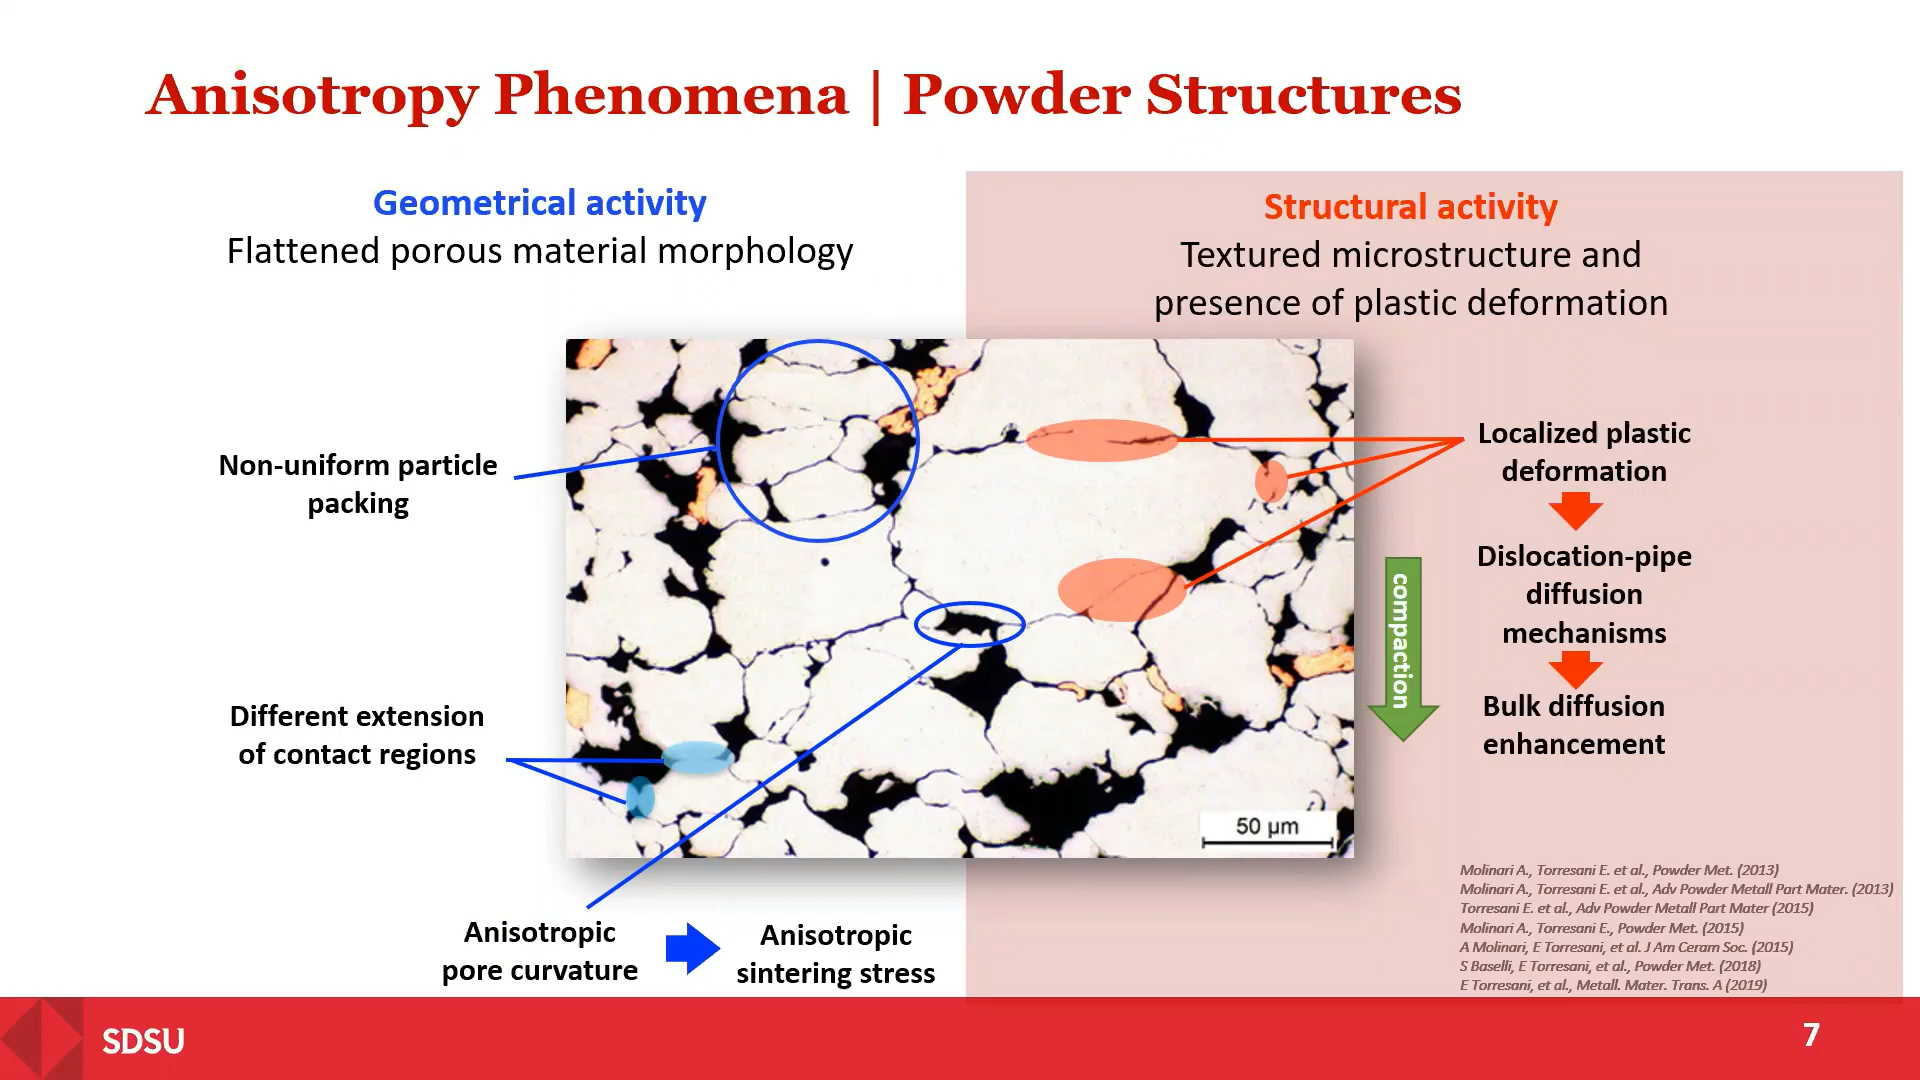 Anisotropy Phenomena | Powder Structures
Geometrical activity
Flattened porous material morphology
Structural activity
Textured microstructure and
presence of plastic deformation
Non-uniform particle
packing
Different extension
of contact regions
Anisotropic
pore curvature
Anisotropic
sintering stress
50 µm
compaction
Localized plastic
deformation
Dislocation-pipe
diffusion
mechanisms
Bulk diffusion
enhancement
Molinari A., Torresani E. et al., Powder Met. (2013)
Molinari A., Torresani E. et al., Adv Powder Metall Part Mater. (2013)
Torresani E. et al., Adv Powder Metall Part Mater (2015)
Molinari A., Torresani E., Powder Met. (2015)
A Molinari, E Torresani, et al. J Am Ceram Soc. (2015)
S Baselli, E Torresani, et al., Powder Met. (2018)
E Torresani, et al., Metall. Mater. Trans. A (2019)
SDSU
7